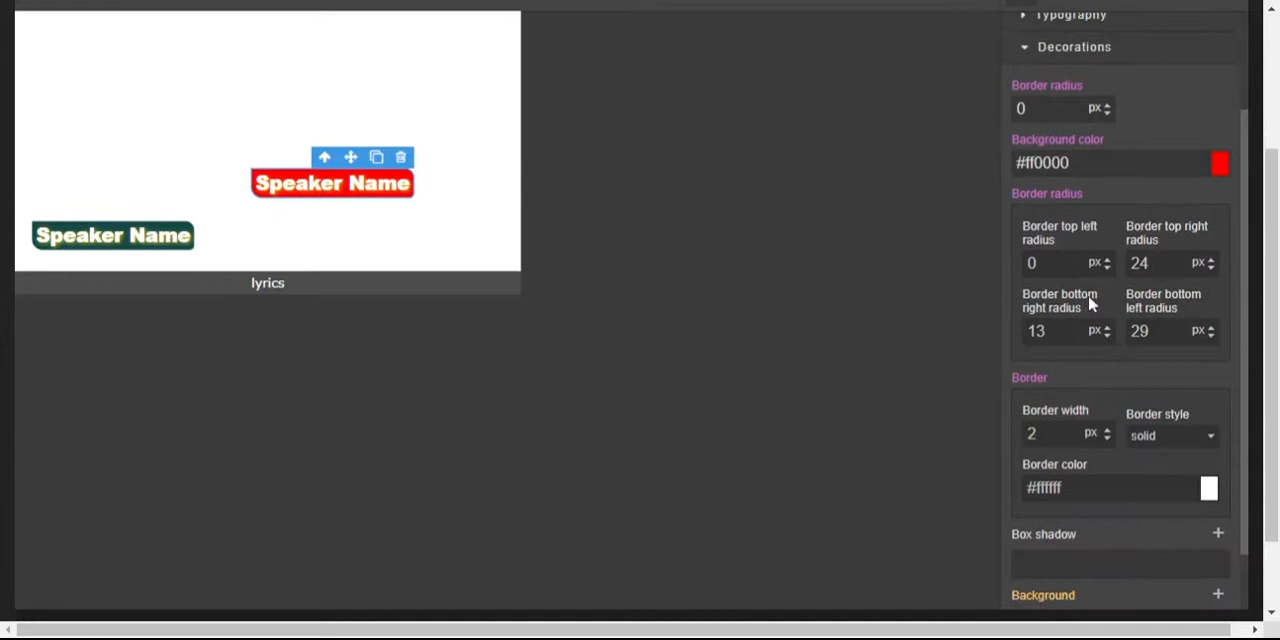 Typography
Decorations
Border radius
0 px
Background color
#ff0000
Border radius
Border top left radius
0 px
Border top right radius
24 px
Border bottom right radius
13 px
Border bottom left radius
29 px
Border
Border width
2 px
Border style
solid
Border color
#ffffff
Box shadow
Background
Speaker Name
Speaker Name
lyrics